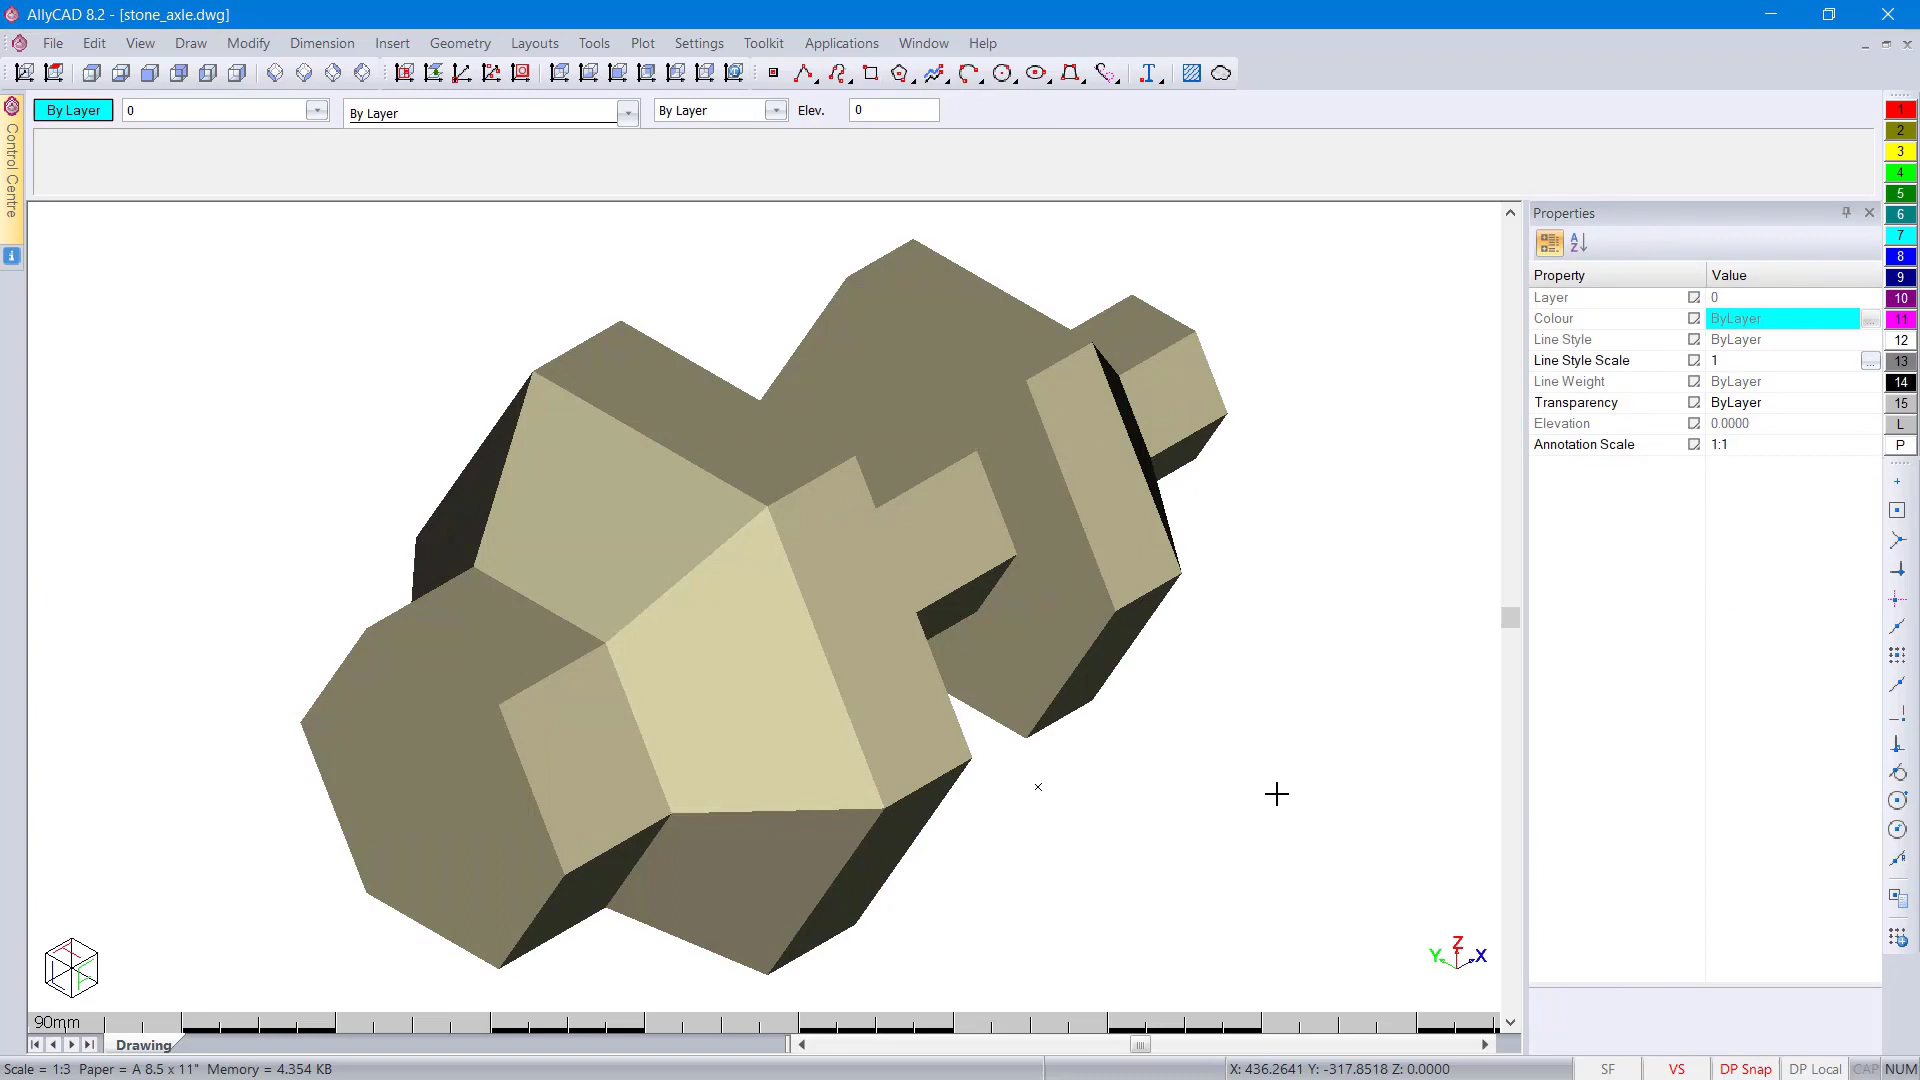 AllyCAD 8.2 - [stone_axle.dwg]
File Edit View Draw Modify Dimension Insert Geometry Layouts Tools Plot Settings Toolkit Applications Window Help
By Layer 0 By Layer By Layer Elev. 0
Control Centre
Properties
Property Value
Layer 0
Colour ByLayer
Line Style ByLayer
Line Style Scale 1
Line Weight ByLayer
Transparency ByLayer
Elevation 0.0000
Annotation Scale 1:1
1
2
3
4
5
6
7
8
9
10
11
12
13
14
15
L
P
Z
Y X
90mm
Drawing
Scale = 1:3 Paper = A 8.5 x 11" Memory = 4.354 KB X: 436.2641 Y: -317.8518 Z: 0.0000 SF VS DP Snap DP Local CAP NUM